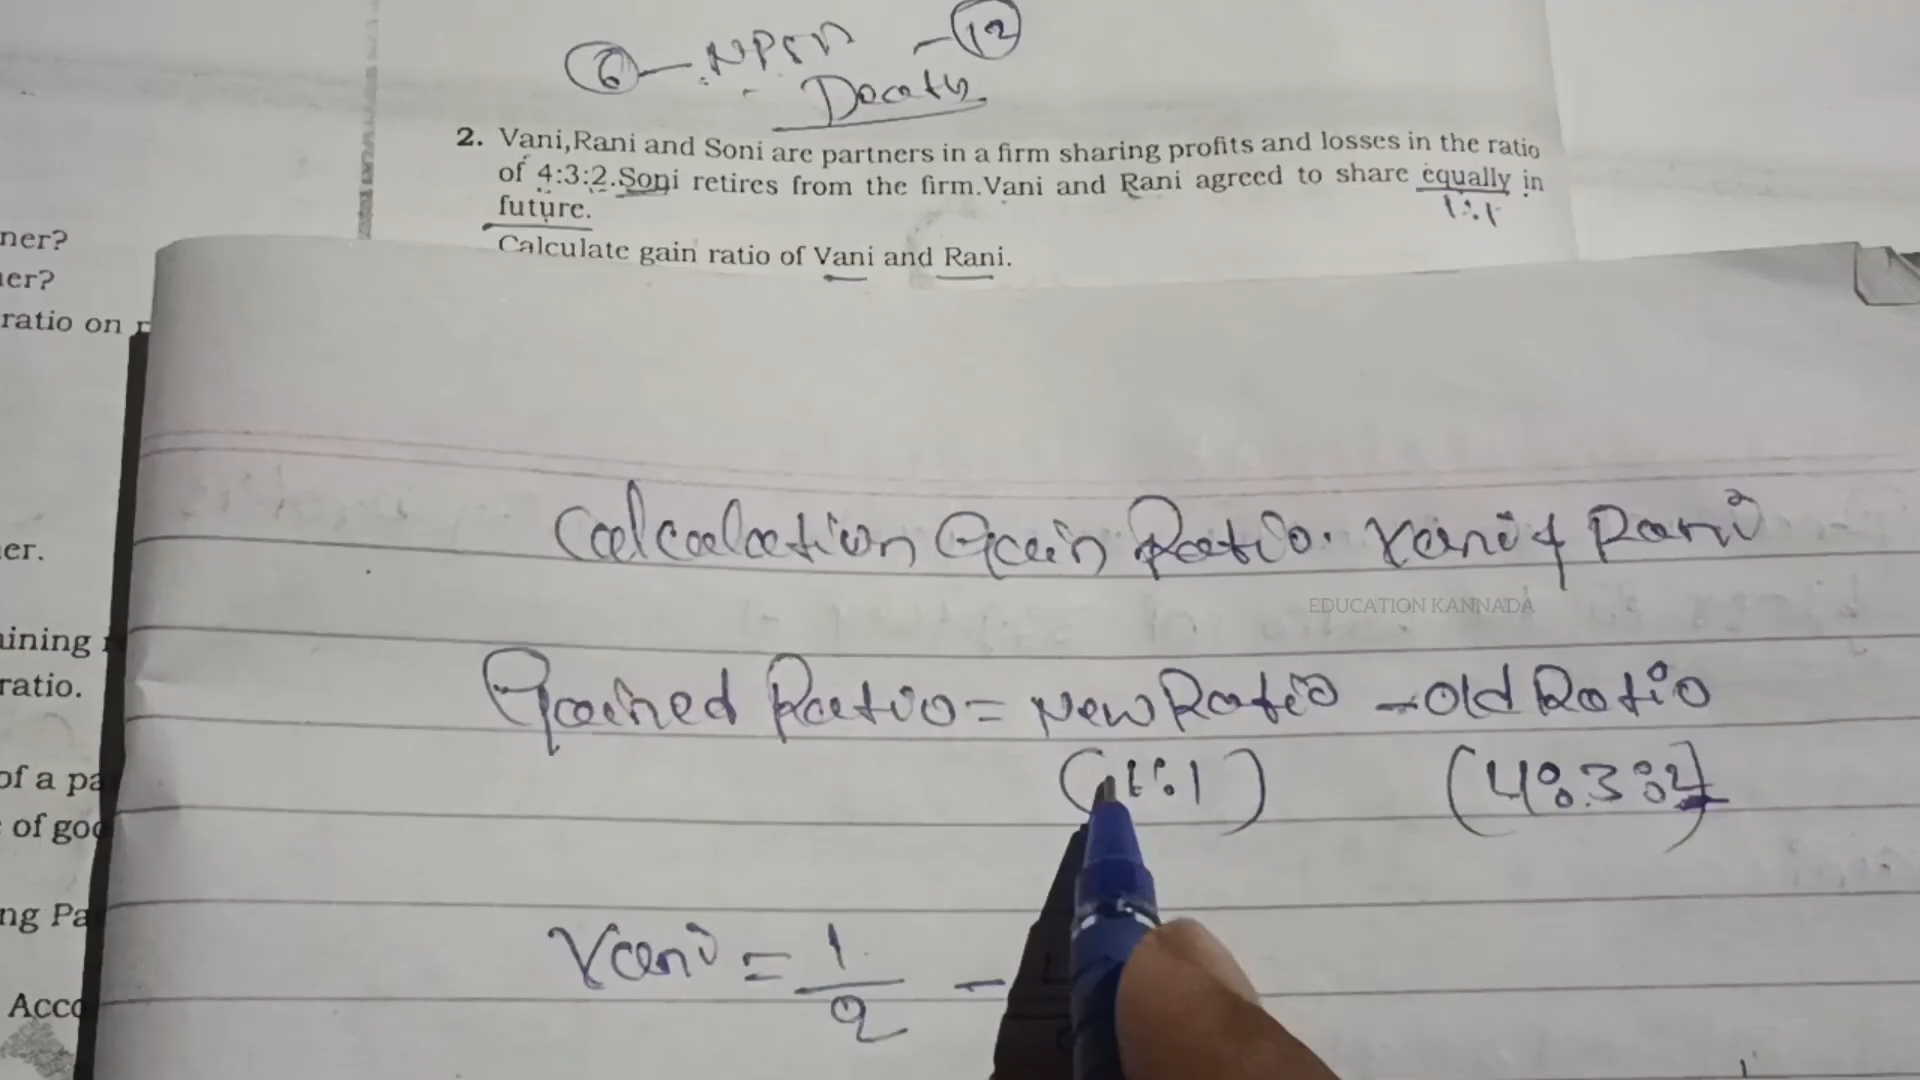 6 - NPSR - 12
Death
2. Vani,Rani and Soni are partners in a firm sharing profits and losses in the ratio
of 4:3:2.Soni retires from the firm.Vani and Rani agreed to share equally in
1:1
future.
Calculate gain ratio of Vani and Rani.
ner?
er?
ratio on
er.
ining
ratio.
of a pa
of goo
ng Pa
Acco
Calculation Gain Ratio. Vani & Rani
EDUCATION KANNADA
Gained Ratio = New Ratio - Old Ratio
(1:1) (4:3:2)
Vani = 1/2 -